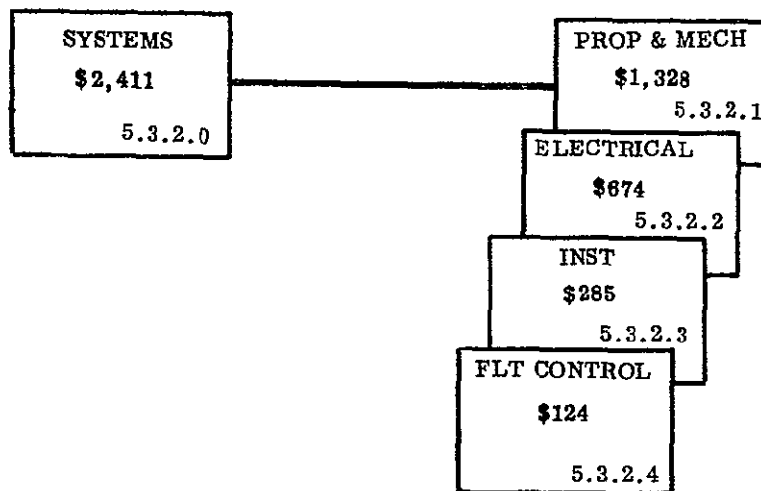 SYSTEMS
$2,411
5.3.2.0
PROP & MECH
$1,328
5.3.2.1
ELECTRICAL
$674
5.3.2.2
INST
$285
5.3.2.3
FLT CONTROL
$124
5.3.2.4